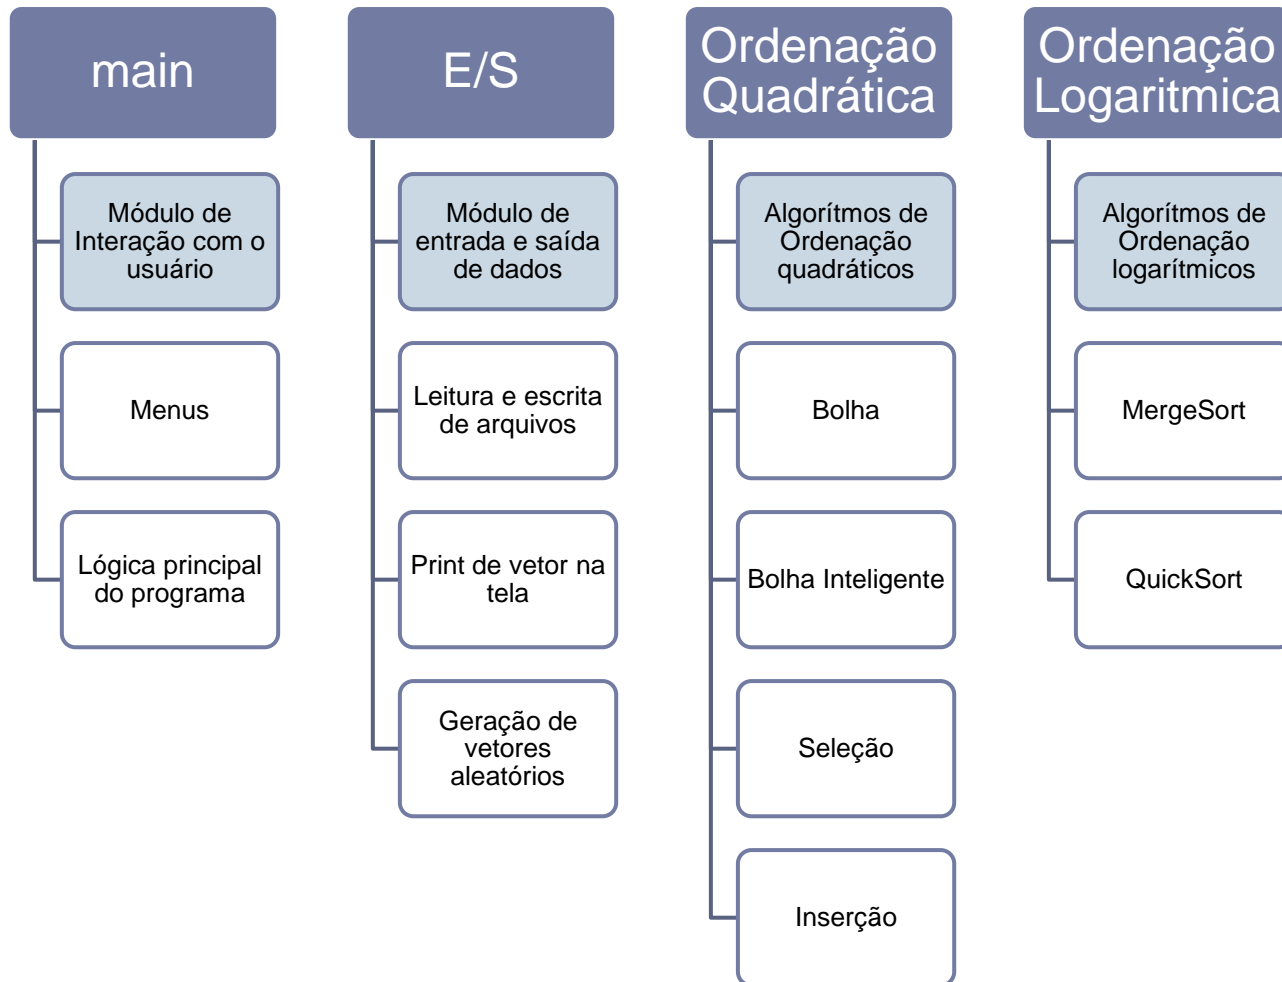 main
Módulo de
Interação com o
usuário
Menus
Lógica principal
do programa
E/S
Módulo de
entrada e saída
de dados
Leitura e escrita
de arquivos
Print de vetor na
tela
Geração de
vetores
aleatórios
Ordenação
Quadrática
Algorítmos de
Ordenação
quadráticos
Bolha
Bolha Inteligente
Seleção
Inserção
Ordenação
Logaritmica
Algorítmos de
Ordenação
logarítmicos
MergeSort
QuickSort